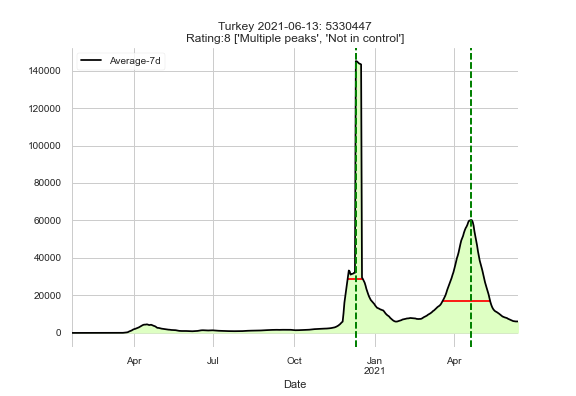 Turkey 2021-06-13: 5330447
Rating:8 ['Multiple peaks', 'Not in control']
Average-7d
140000
120000
100000
80000
60000
40000
20000
0
Apr
Jul
Oct
Jan
2021
Apr
Date